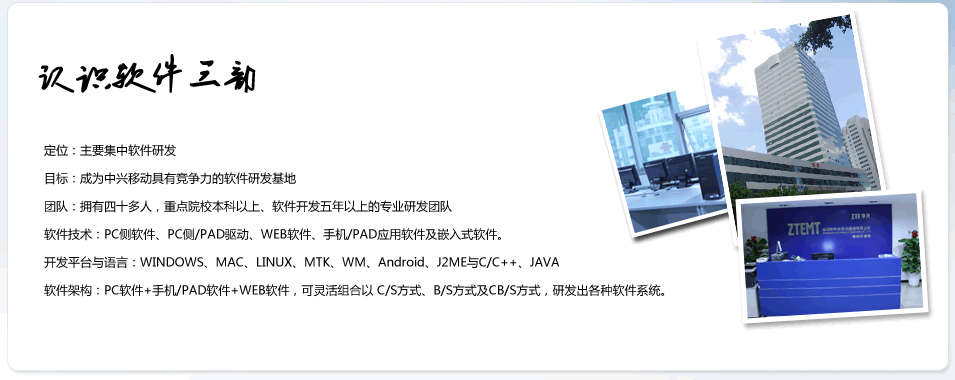 认识软件三部
定位：主要集中软件研发
目标：成为中兴移动具有竞争力的软件研发基地
团队：拥有四十多人，重点院校本科以上、软件开发五年以上的专业研发团队
软件技术：PC侧软件、PC侧/PAD驱动、WEB软件、手机/PAD应用软件及嵌入式软件。
开发平台与语言：WINDOWS、MAC、LINUX、MTK、WM、Android、J2ME与C/C++、JAVA
软件架构：PC软件+手机/PAD软件+WEB软件，可灵活组合以 C/S方式、B/S方式及CB/S方式，研发出各种软件系统。
ZTE中兴
ZTEMT